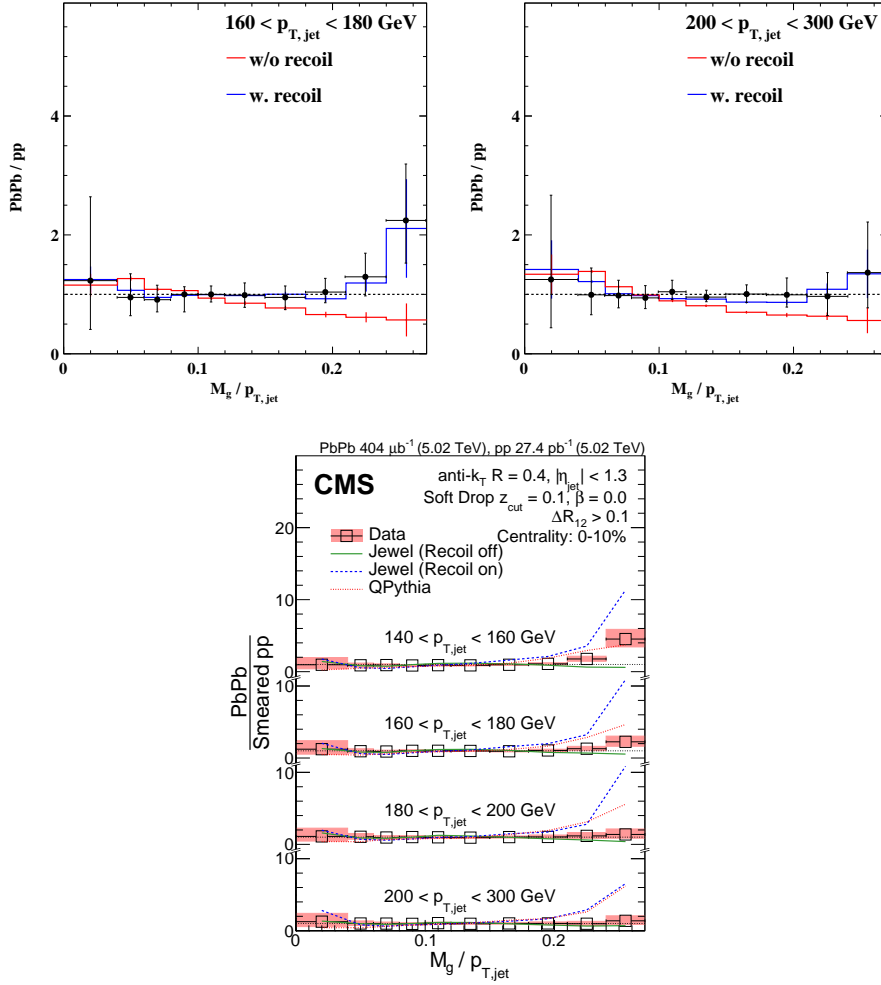 160 < p_T, jet < 180 GeV
w/o recoil
w. recoil
PbPb / pp
6
4
2
0
0 0.1 0.2
M_g / p_T, jet
200 < p_T, jet < 300 GeV
w/o recoil
w. recoil
PbPb / pp
6
4
2
0
0 0.1 0.2
M_g / p_T, jet
PbPb 404 μb⁻¹ (5.02 TeV), pp 27.4 pb⁻¹ (5.02 TeV)
CMS
anti-k_T R = 0.4, |η_jet| < 1.3
Soft Drop z_cut = 0.1, β = 0.0
ΔR_12 > 0.1
Centrality: 0-10%
Data
Jewel (Recoil off)
Jewel (Recoil on)
QPythia
20
10
0
140 < p_T,jet < 160 GeV
10
0
160 < p_T,jet < 180 GeV
10
0
180 < p_T,jet < 200 GeV
10
0
200 < p_T,jet < 300 GeV
PbPb
Smeared pp
0 0.1 0.2
M_g / p_T,jet